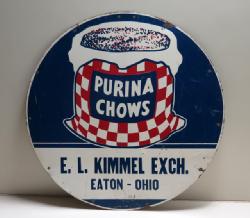 PURINA
CHOWS
E. L. KIMMEL EXCH.
EATON - OHIO